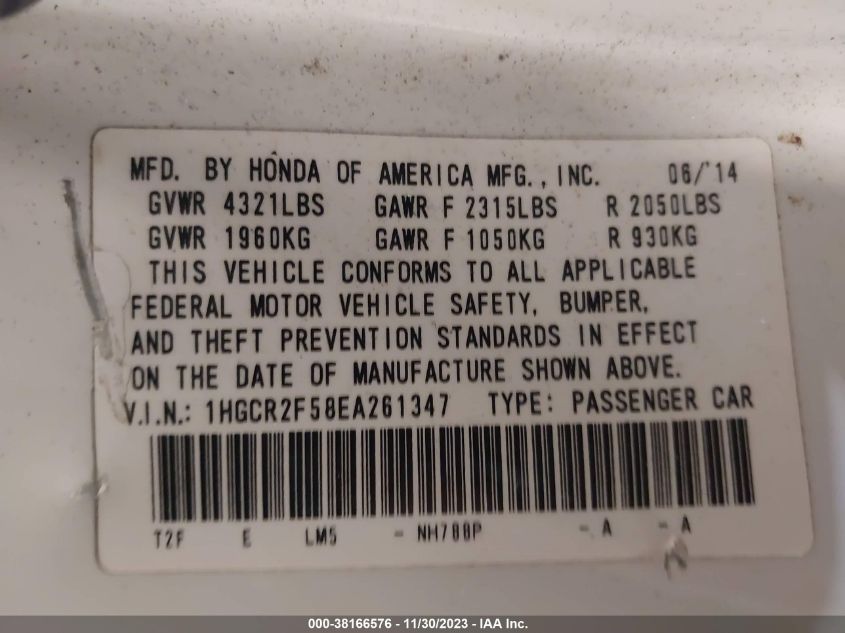 MFD. BY HONDA OF AMERICA MFG., INC. 06/'14
GVWR 4321LBS GAWR F 2315LBS R 2050LBS
GVWR 1960KG GAWR F 1050KG R 930KG
THIS VEHICLE CONFORMS TO ALL APPLICABLE
FEDERAL MOTOR VEHICLE SAFETY, BUMPER,
AND THEFT PREVENTION STANDARDS IN EFFECT
ON THE DATE OF MANUFACTURE SHOWN ABOVE.
V.I.N.: 1HGCR2F58EA261347 TYPE: PASSENGER CAR
T2F E LM5 - NH788P - A - A
000-38166576 - 11/30/2023 - IAA Inc.